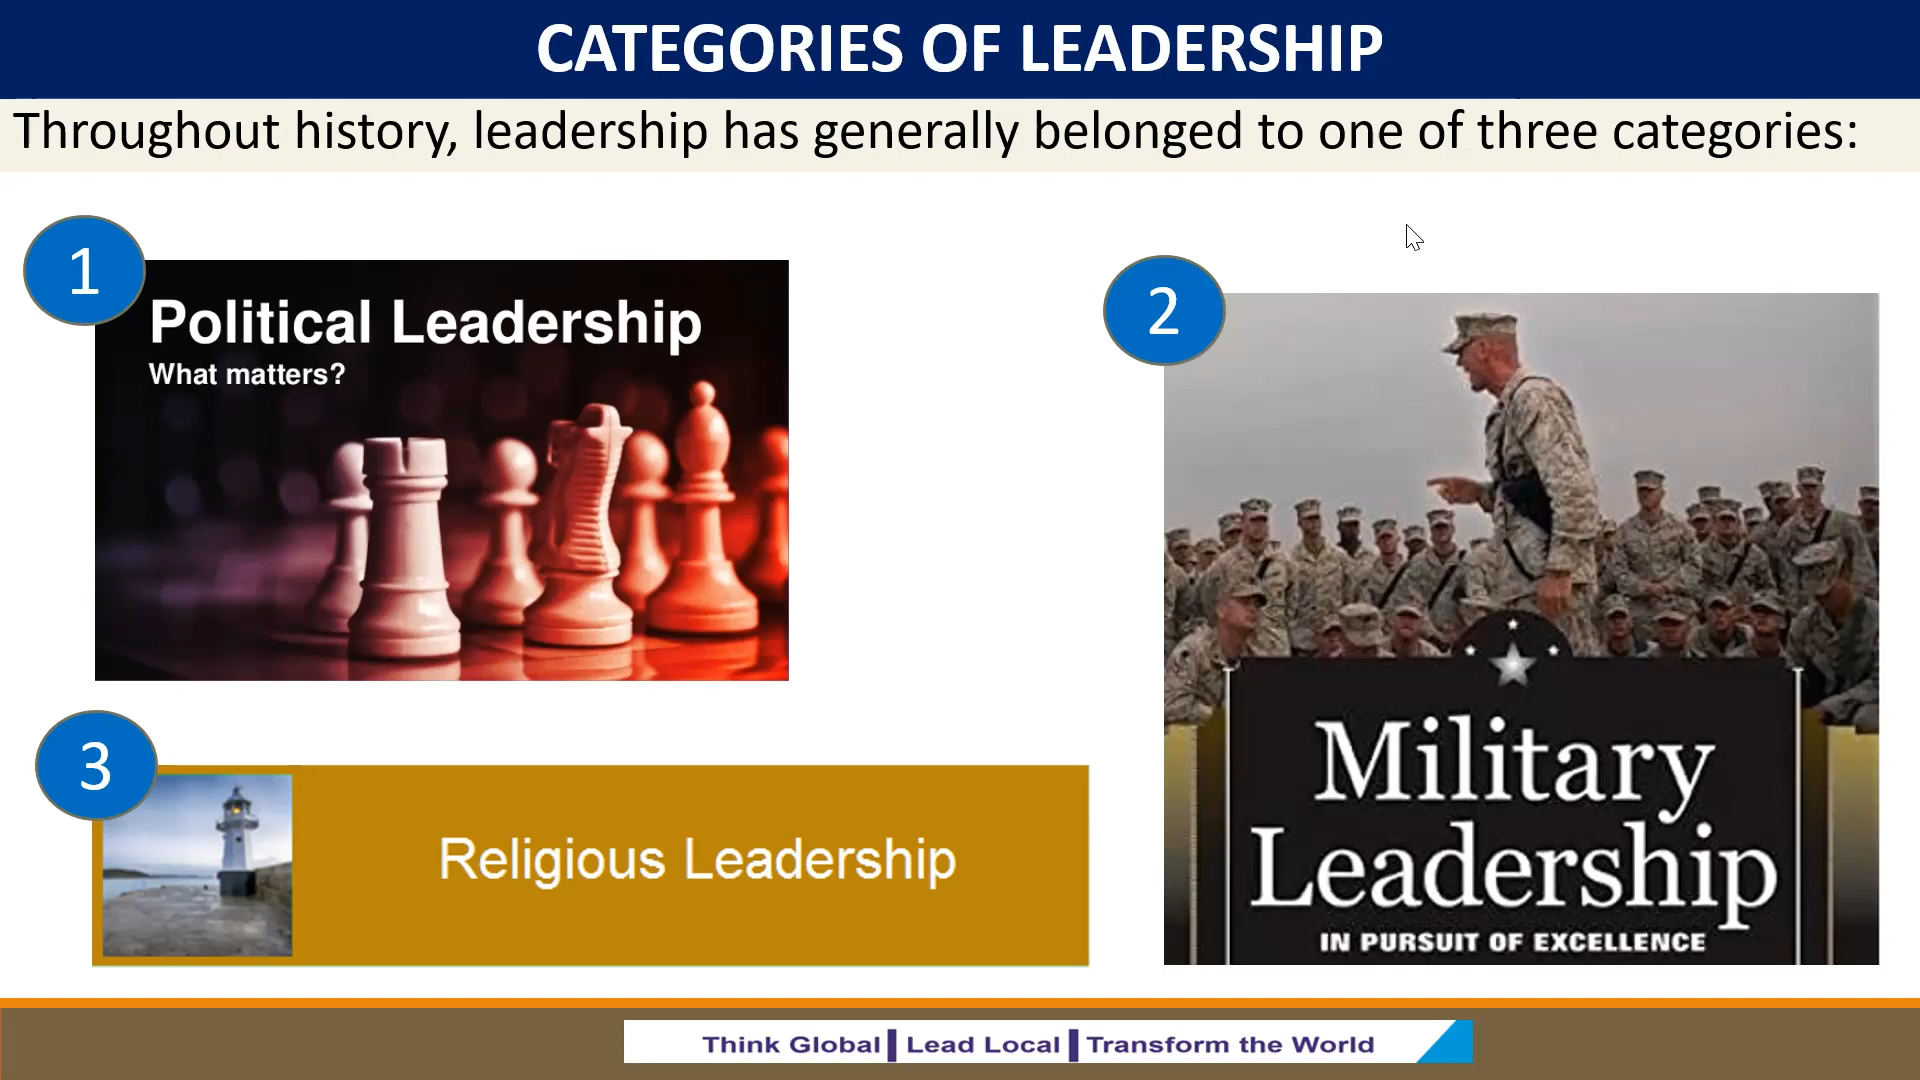 CATEGORIES OF LEADERSHIP
Throughout history, leadership has generally belonged to one of three categories:
1
Political Leadership
What matters?
2
Military
Leadership
IN PURSUIT OF EXCELLENCE
3
Religious Leadership
Think Global | Lead Local | Transform the World